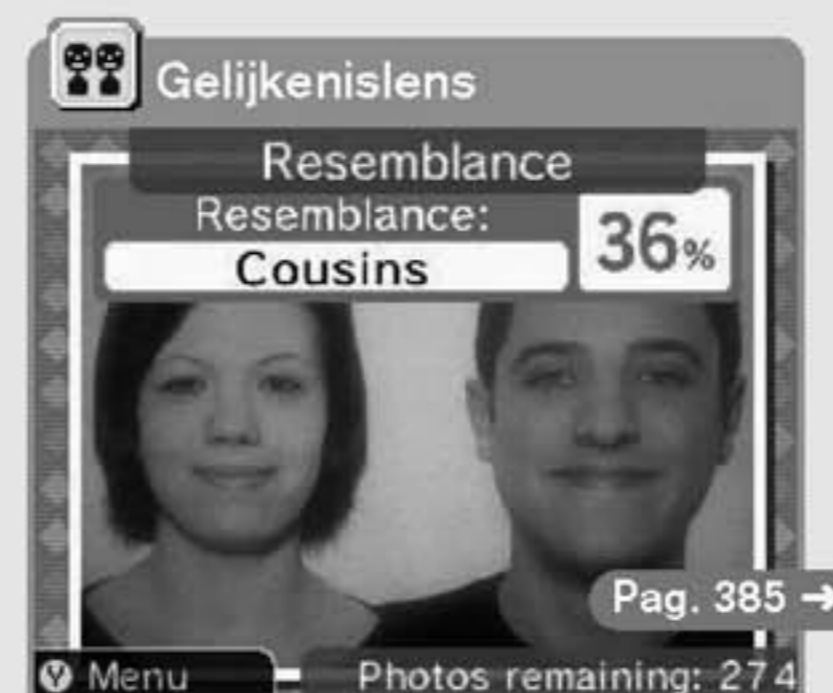 Gelijkenislens
Resemblance
Resemblance:
Cousins
36%
Pag. 385 →
Ⓨ Menu
Photos remaining: 274